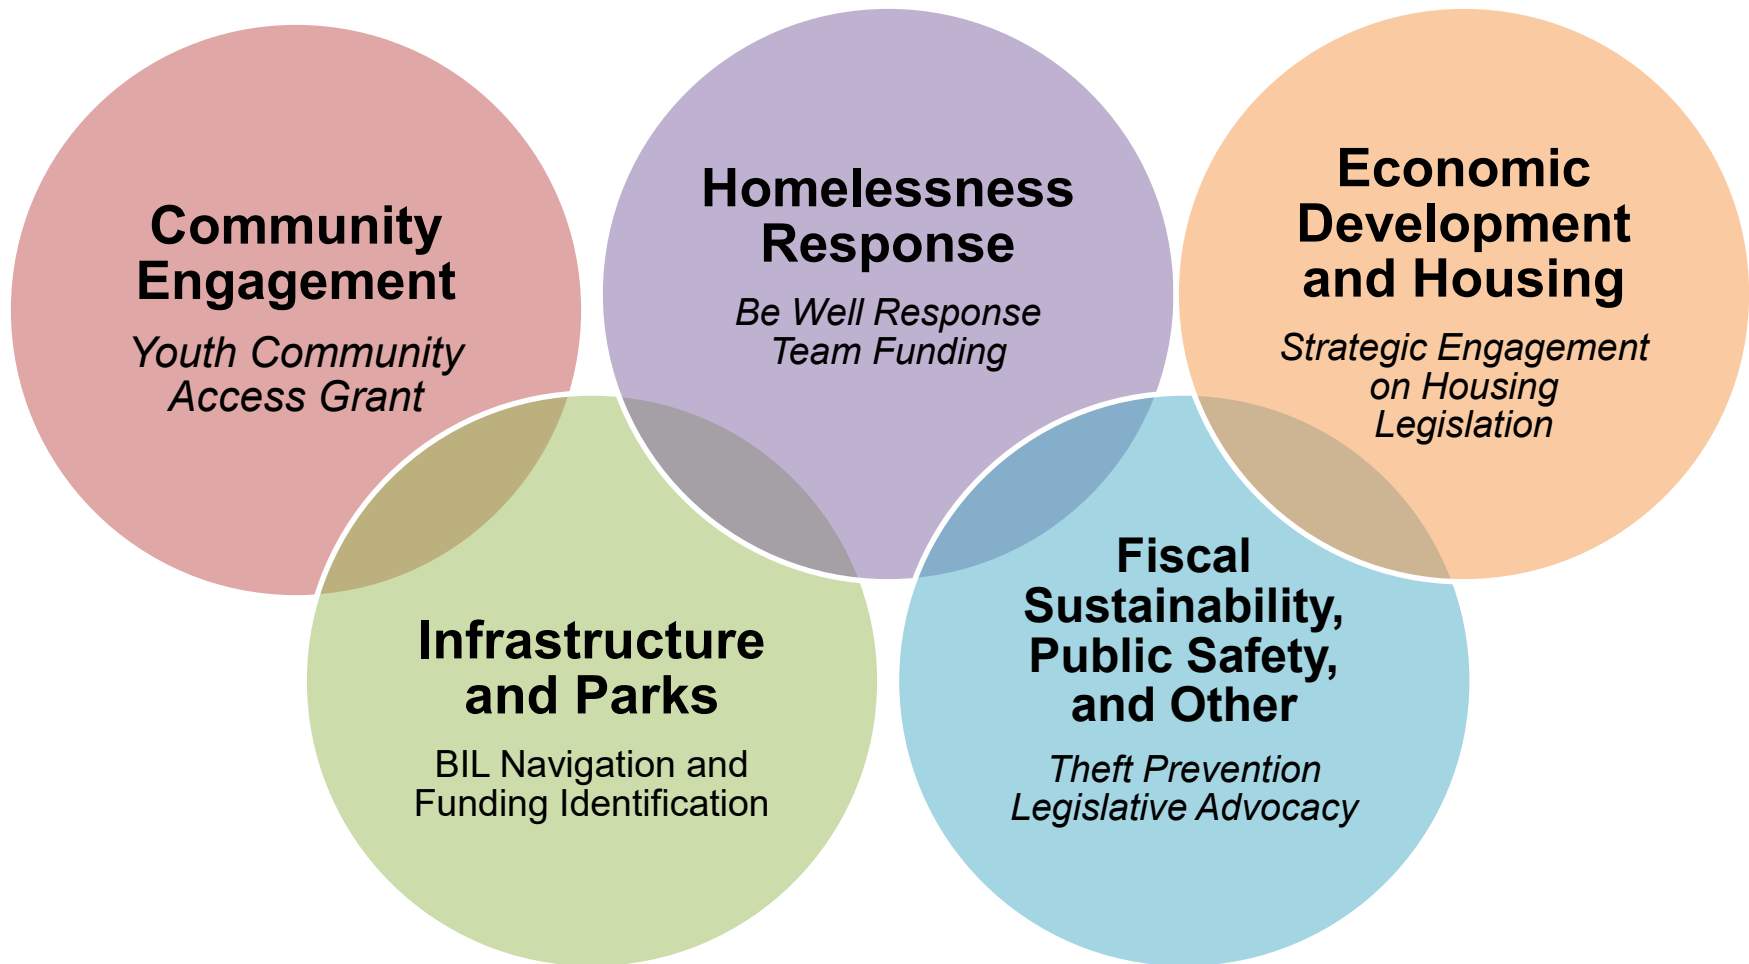 Community
Engagement
Youth Community
Access Grant
Homelessness
Response
Be Well Response
Team Funding
Economic
Development
and Housing
Strategic Engagement
on Housing
Legislation
Infrastructure
and Parks
BIL Navigation and
Funding Identification
Fiscal
Sustainability,
Public Safety,
and Other
Theft Prevention
Legislative Advocacy